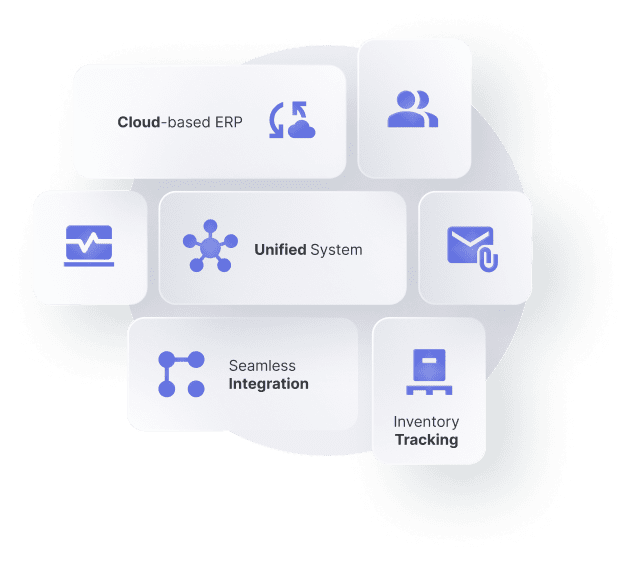 Cloud-based ERP
Unified System
Seamless
Integration
Inventory
Tracking